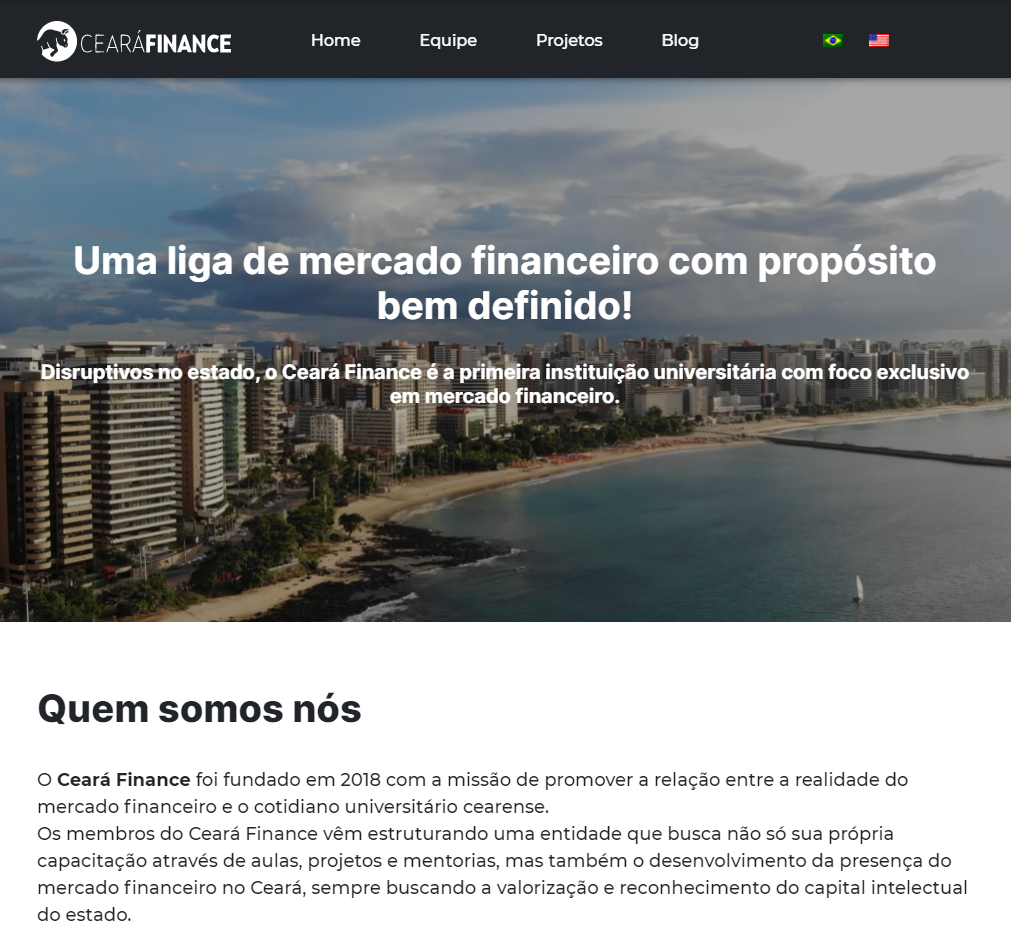 CEARÁFINANCE
Home
Equipe
Projetos
Blog
Uma liga de mercado financeiro com propósito
bem definido!
Disruptivos no estado, o Ceará Finance é a primeira instituição universitária com foco exclusivo
em mercado financeiro.
Quem somos nós
O Ceará Finance foi fundado em 2018 com a missão de promover a relação entre a realidade do
mercado financeiro e o cotidiano universitário cearense.
Os membros do Ceará Finance vêm estruturando uma entidade que busca não só sua própria
capacitação através de aulas, projetos e mentorias, mas também o desenvolvimento da presença do
mercado financeiro no Ceará, sempre buscando a valorização e reconhecimento do capital intelectual
do estado.